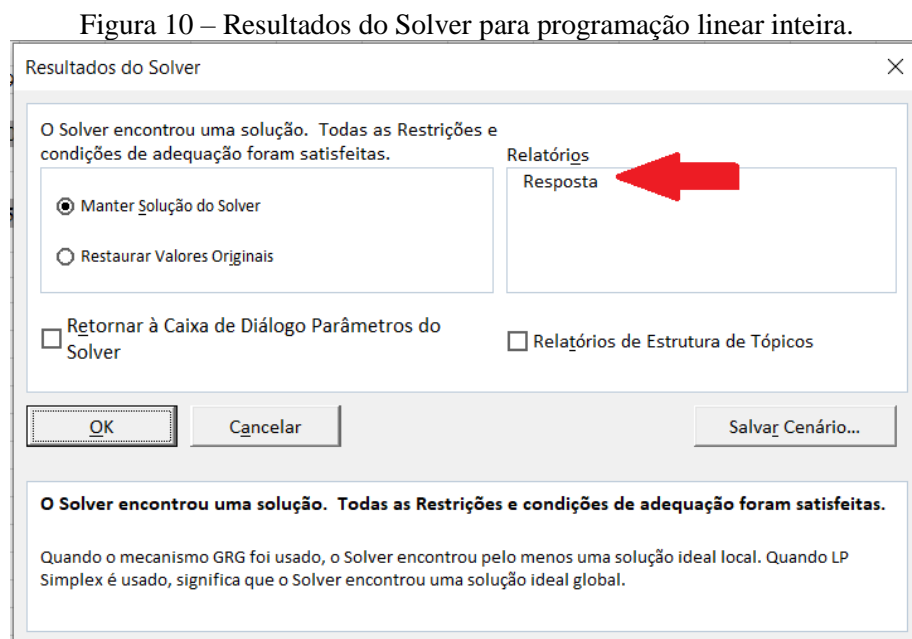 Figura 10 – Resultados do Solver para programação linear inteira.
Resultados do Solver
O Solver encontrou uma solução. Todas as Restrições e
condições de adequação foram satisfeitas.
Relatórios
Resposta
Manter Solução do Solver
Restaurar Valores Originais
Retornar à Caixa de Diálogo Parâmetros do
Solver
Relatórios de Estrutura de Tópicos
OK
Cancelar
Salvar Cenário...
O Solver encontrou uma solução. Todas as Restrições e condições de adequação foram satisfeitas.
Quando o mecanismo GRG foi usado, o Solver encontrou pelo menos uma solução ideal local. Quando LP
Simplex é usado, significa que o Solver encontrou uma solução ideal global.